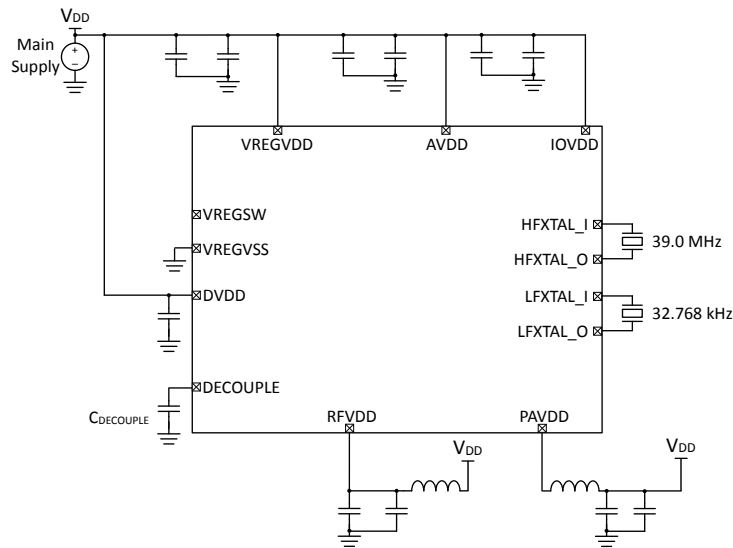 VDD
Main
Supply
+
−
VREGVDD
AVDD
IOVDD
VREGSW
HFXTAL_I
39.0 MHz
VREGVSS
HFXTAL_O
DVDD
LFXTAL_I
32.768 kHz
LFXTAL_O
DECOUPLE
CDECOUPLE
RFVDD
PAVDD
VDD
VDD